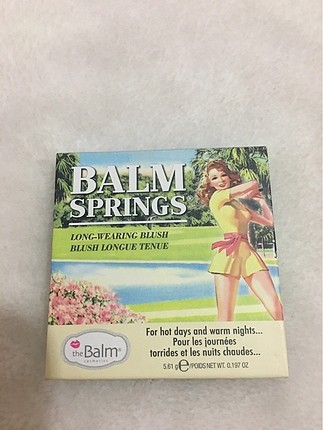 BALM
SPRINGS
LONG-WEARING BLUSH
BLUSH LONGUE TENUE
For hot days and warm nights...
Pour les journées
torrides et les nuits chaudes...
5.61 g℮/POIDS NET WT. 0.197 OZ.
the Balm®
cosmetics